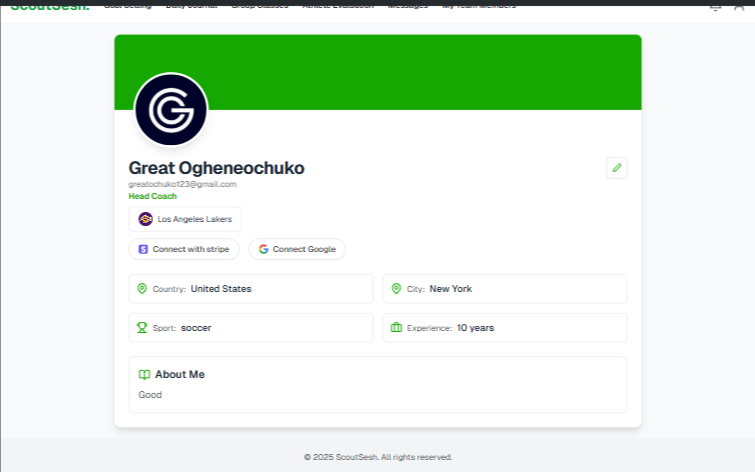 ScoutSesh. Goal Setting Daily Journal Group Classes Athlete Evaluation Messages My Team Members
Great Ogheneochuko
greatochuko123@gmail.com
Head Coach
Los Angeles Lakers
Connect with stripe Connect Google
Country: United States City: New York
Sport: soccer Experience: 10 years
About Me
Good
© 2025 ScoutSesh. All rights reserved.